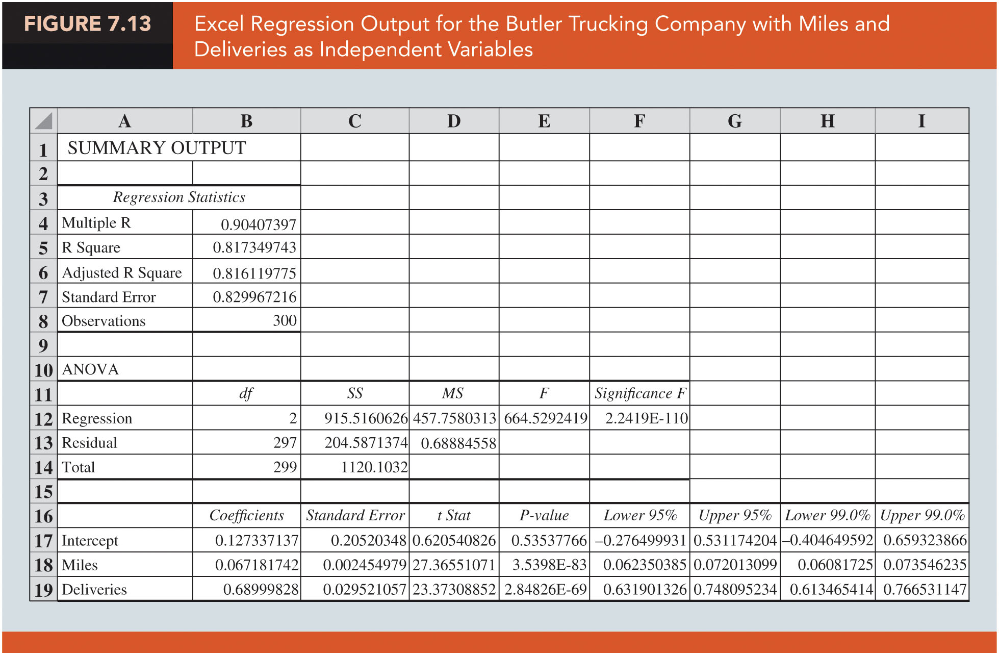 FIGURE 7.13
Excel Regression Output for the Butler Trucking Company with Miles and
Deliveries as Independent Variables
A B C D E F G H I
1 SUMMARY OUTPUT
2
3 Regression Statistics
4 Multiple R 0.90407397
5 R Square 0.817349743
6 Adjusted R Square 0.816119775
7 Standard Error 0.829967216
8 Observations 300
9
10 ANOVA
11 df SS MS F Significance F
12 Regression 2 915.5160626 457.7580313 664.5292419 2.2419E-110
13 Residual 297 204.5871374 0.68884558
14 Total 299 1120.1032
15
16 Coefficients Standard Error t Stat P-value Lower 95% Upper 95% Lower 99.0% Upper 99.0%
17 Intercept 0.127337137 0.20520348 0.620540826 0.53537766 –0.276499931 0.531174204 –0.404649592 0.659323866
18 Miles 0.067181742 0.002454979 27.36551071 3.5398E-83 0.062350385 0.072013099 0.06081725 0.073546235
19 Deliveries 0.68999828 0.029521057 23.37308852 2.84826E-69 0.631901326 0.748095234 0.613465414 0.766531147